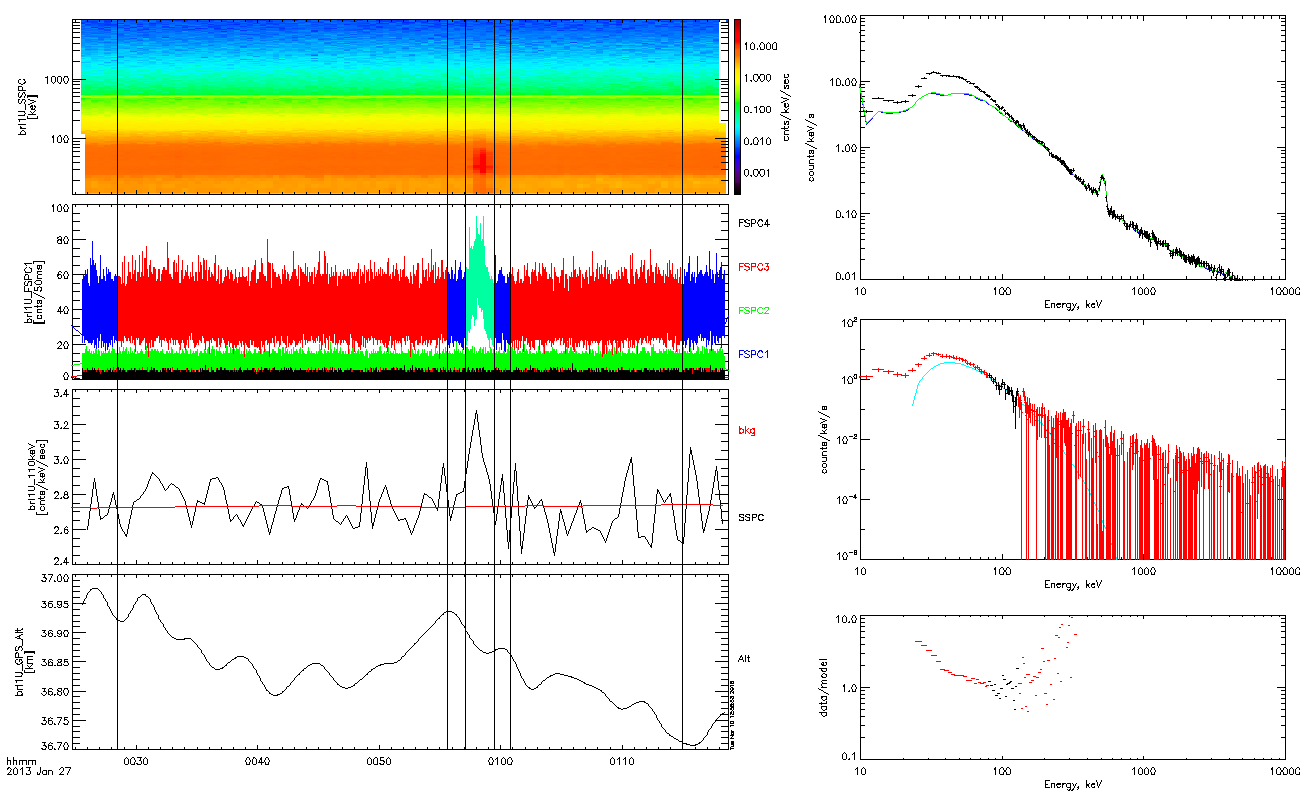 brl1U_SSPC
[keV]
1000
100
10.000
1.000
0.100
0.010
0.001
cnts/keV/sec
brl1U_FSPC1
[cnts/50ms]
100
80
60
40
20
0
FSPC4
FSPC3
FSPC2
FSPC1
brl1U_110keV
[cnts/keV/sec]
3.4
3.2
3.0
2.8
2.6
2.4
bkg
SSPC
brl1U_GPS_Alt
[km]
37.00
36.95
36.90
36.85
36.80
36.75
36.70
Alt
hhmm
2013 Jan 27
0030
0040
0050
0100
0110
counts/keV/s
100.00
10.00
1.00
0.10
0.01
10
100
1000
10000
Energy, keV
counts/keV/s
10²
10⁰
10⁻²
10⁻⁴
10⁻⁶
10
100
1000
10000
Energy, keV
data/model
10.0
1.0
0.1
10
100
1000
10000
Energy, keV